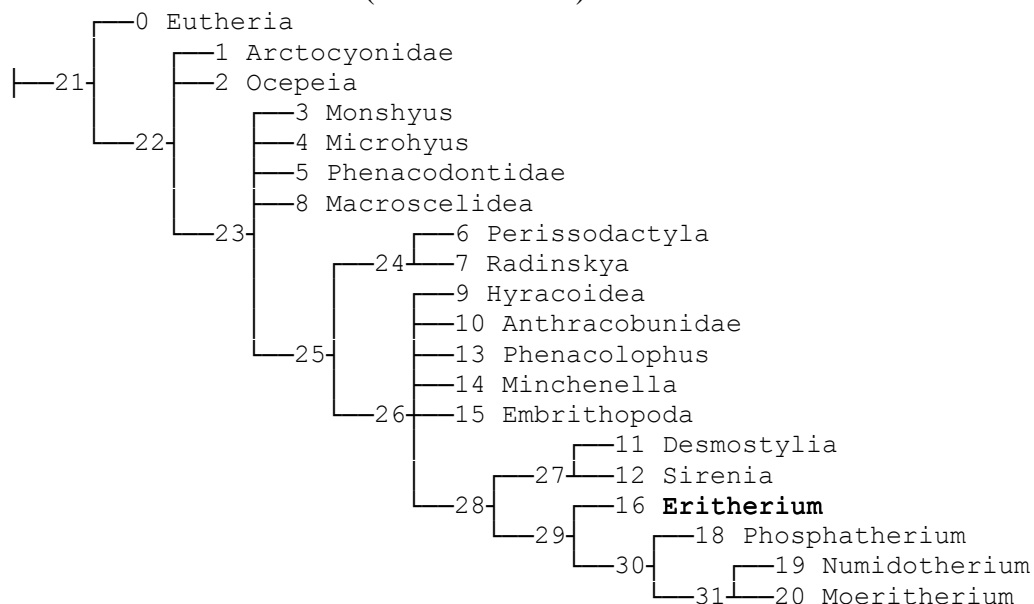 0 Eutheria
1 Arctocyonidae
21
2 Ocepeia
3 Monshyus
22
4 Microhyus
5 Phenacodontidae
8 Macroscelidea
23
6 Perissodactyla
24
7 Radinskya
9 Hyracoidea
10 Anthracobunidae
25
13 Phenacolophus
14 Minchenella
26
15 Embrithopoda
11 Desmostylia
27
12 Sirenia
28
16 Eritherium
29
18 Phosphatherium
30
19 Numidotherium
31
20 Moeritherium